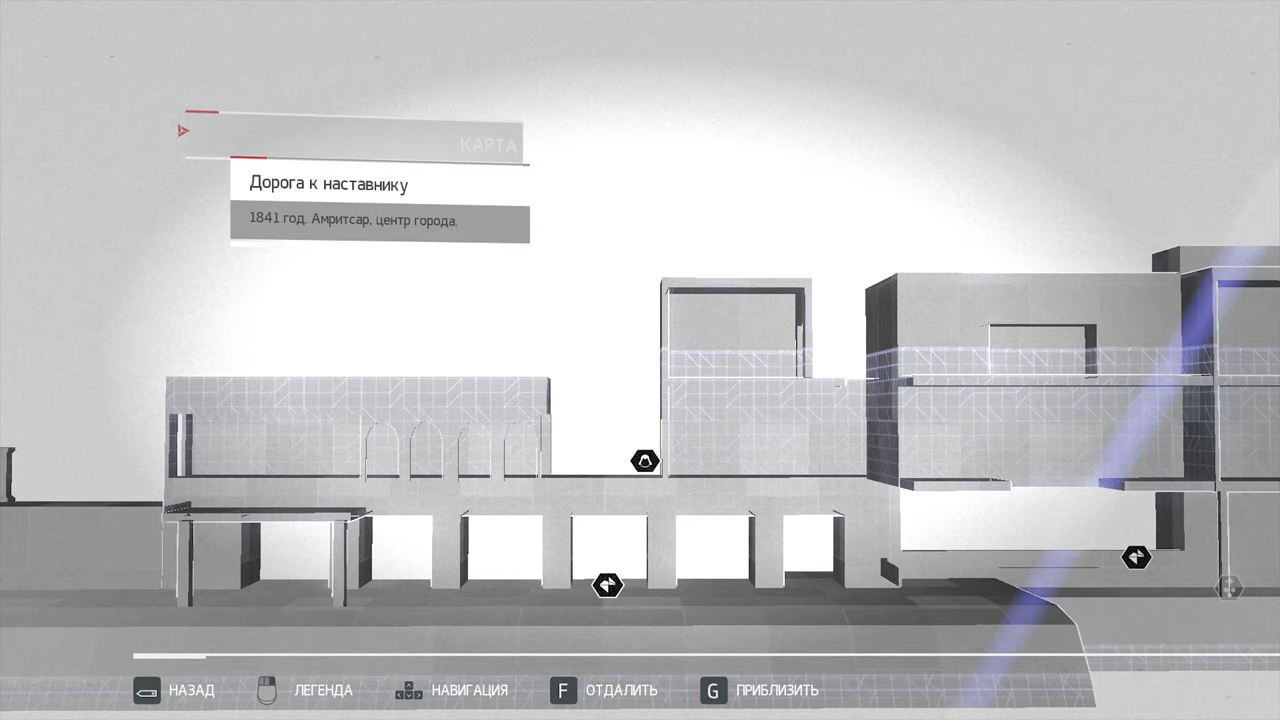 КАРТА
Дорога к наставнику
1841 год. Амритсар, центр города.
НАЗАД
ЛЕГЕНДА
НАВИГАЦИЯ
F ОТДАЛИТЬ
G ПРИБЛИЗИТЬ